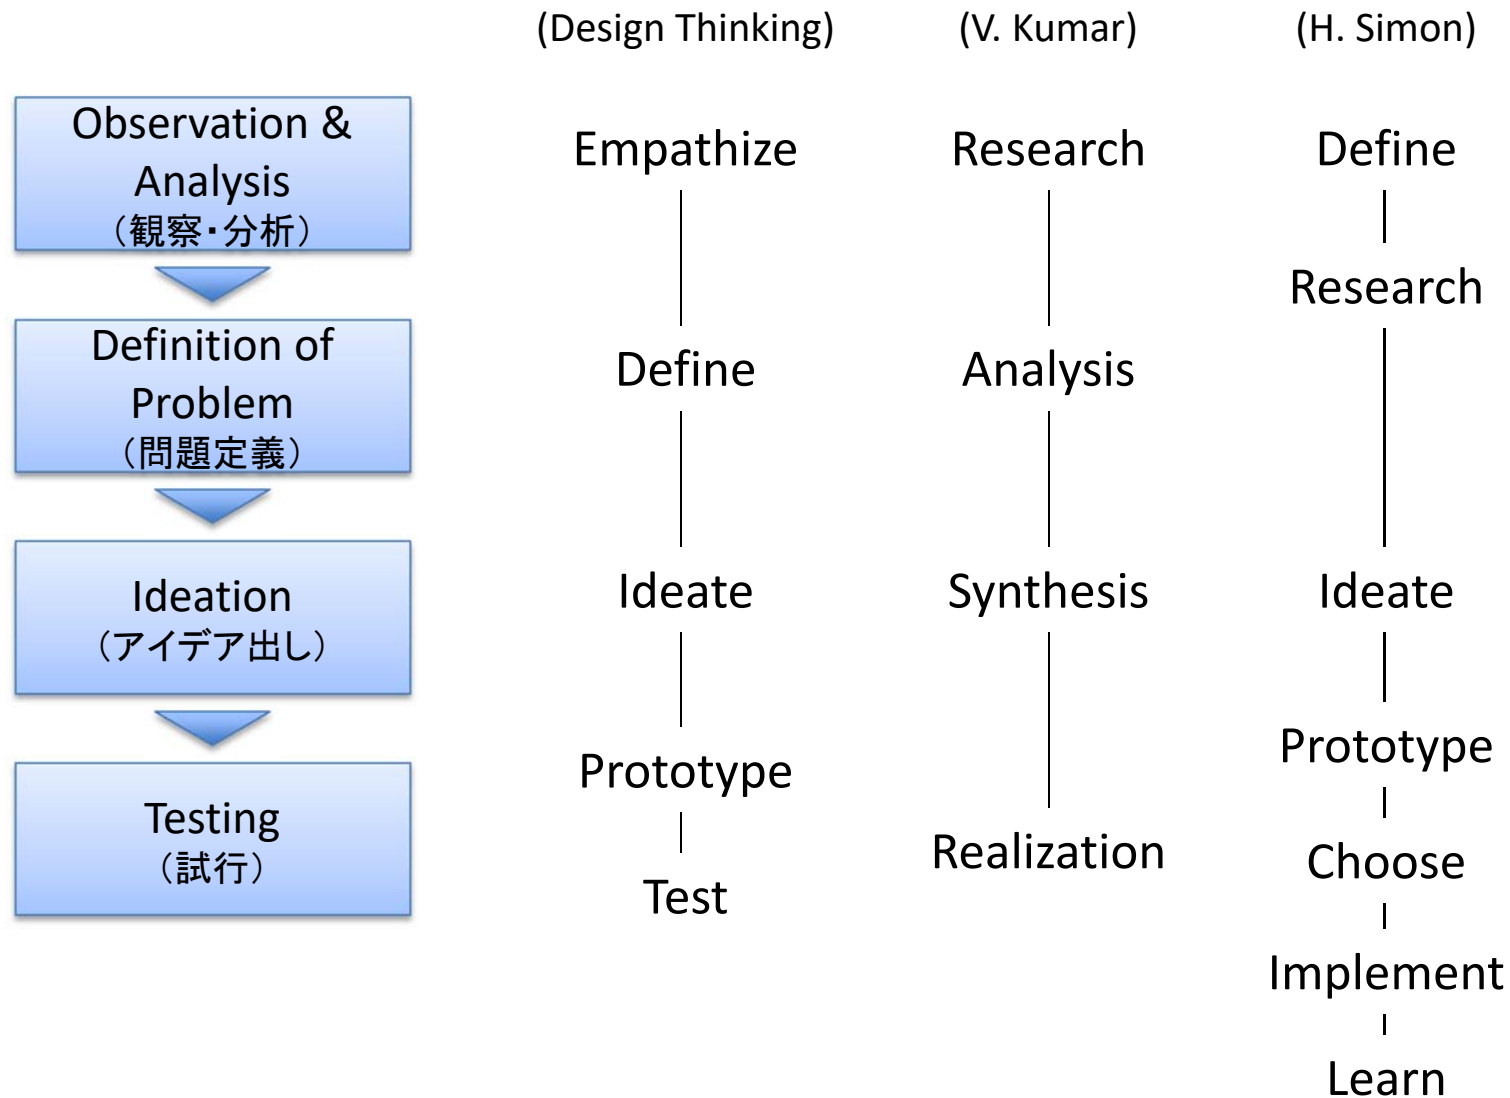 (Design Thinking)
(V. Kumar)
(H. Simon)
Observation &
Analysis
（観察・分析）
Definition of
Problem
（問題定義）
Ideation
（アイデア出し）
Testing
（試行）
Empathize
Define
Ideate
Prototype
Test
Research
Analysis
Synthesis
Realization
Define
Research
Ideate
Prototype
Choose
Implement
Learn